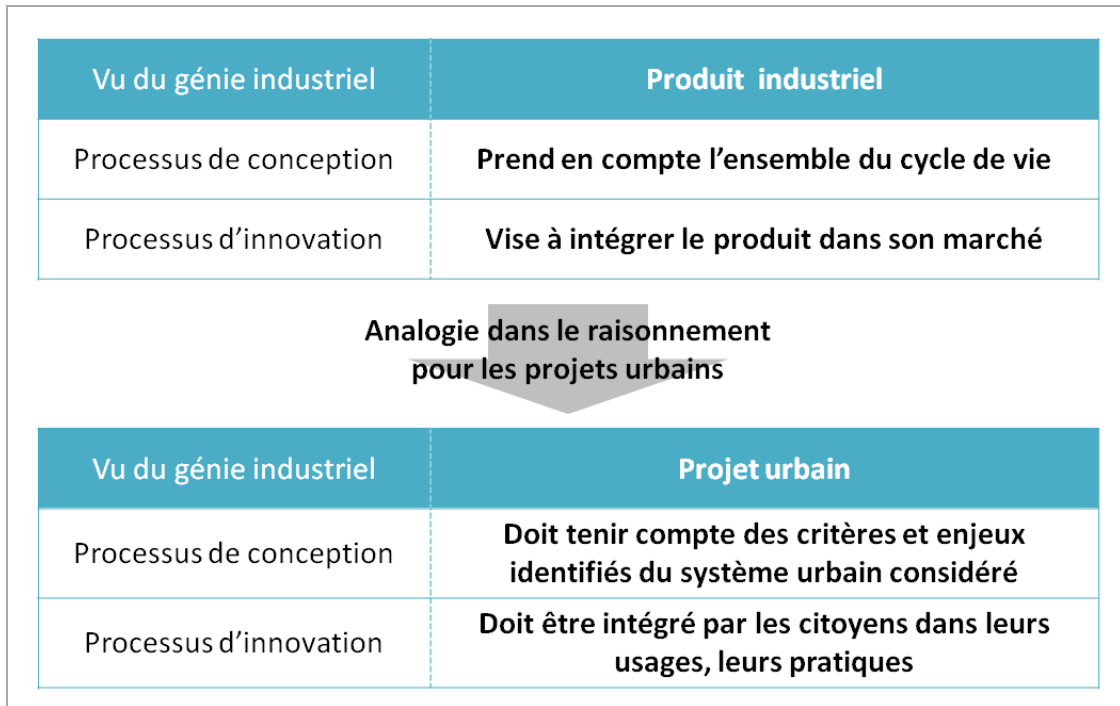 Vu du génie industriel
Produit industriel
Processus de conception
Prend en compte l’ensemble du cycle de vie
Processus d’innovation
Vise à intégrer le produit dans son marché
Analogie dans le raisonnement
pour les projets urbains
Vu du génie industriel
Projet urbain
Processus de conception
Doit tenir compte des critères et enjeux
identifiés du système urbain considéré
Processus d’innovation
Doit être intégré par les citoyens dans leurs
usages, leurs pratiques